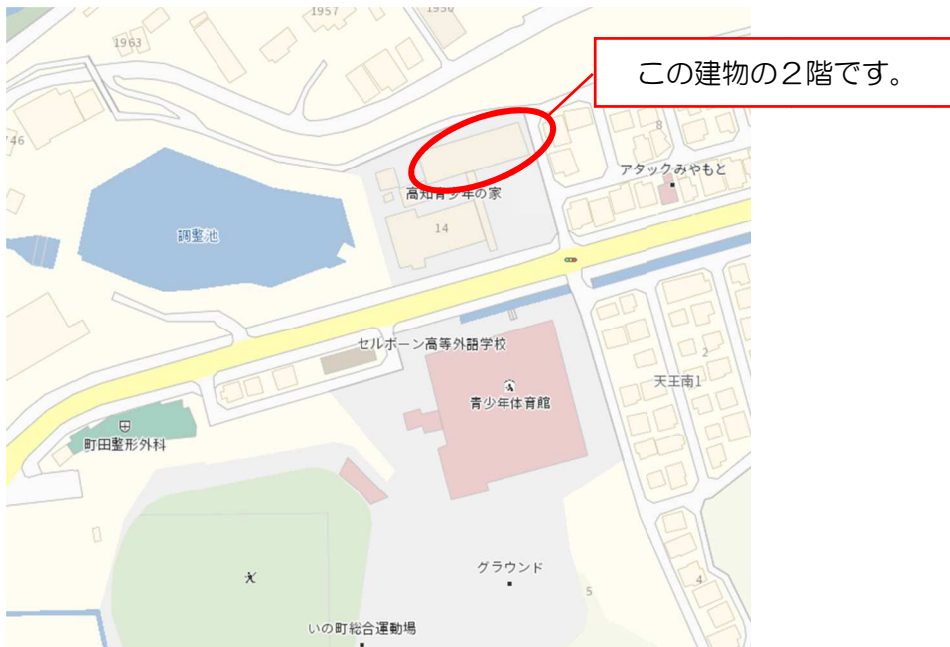 1957
1950
1963
この建物の2階です。
746
8
アタックみやもと
高知青少年の家
14
調整池
セルボーン高等外語学校
2
天王南1
青少年体育館
町田整形外科
グラウンド
5
4
いの町総合運動場